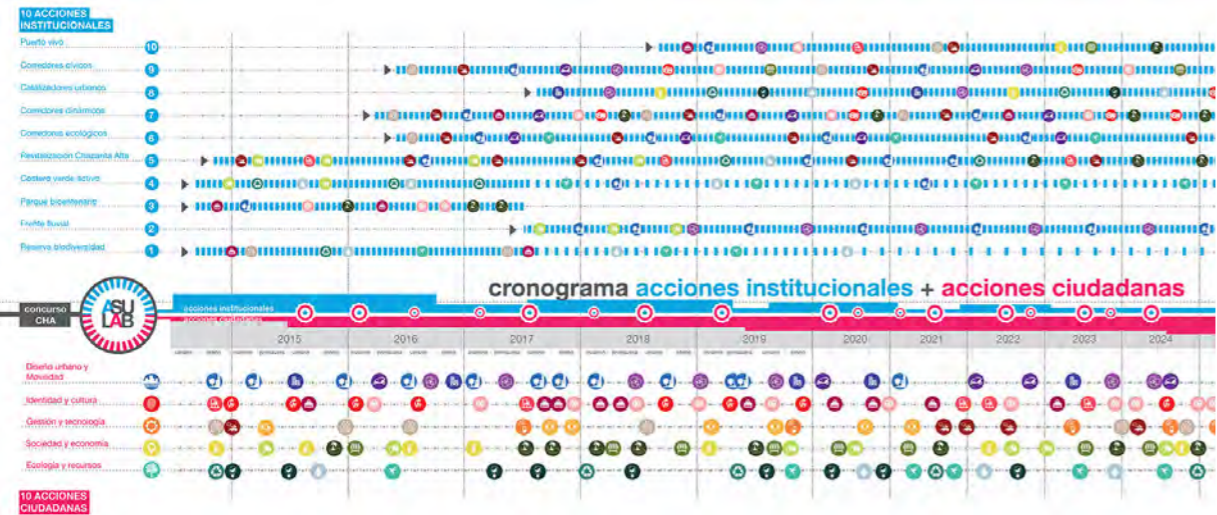 10 ACCIONES
INSTITUCIONALES
Puerto vivo 10
Corredores cívicos 9
Catalizadores urbanos 8
Corredores dinámicos 7
Corredores ecológicos 6
Revitalización Chacarita Alta 5
Costero verde activo 4
Parque bicentenario 3
Frente fluvial 2
Reserva biodiversidad 1
cronograma acciones institucionales + acciones ciudadanas
concurso
CHA
ASU
LAB
acciones institucionales
acciones ciudadanas
2015 2016 2017 2018 2019 2020 2021 2022 2023 2024
Diseño urbano y
Movilidad
Identidad y cultura
Gestión y tecnología
Sociedad y economía
Ecología y recursos
10 ACCIONES
CIUDADANAS